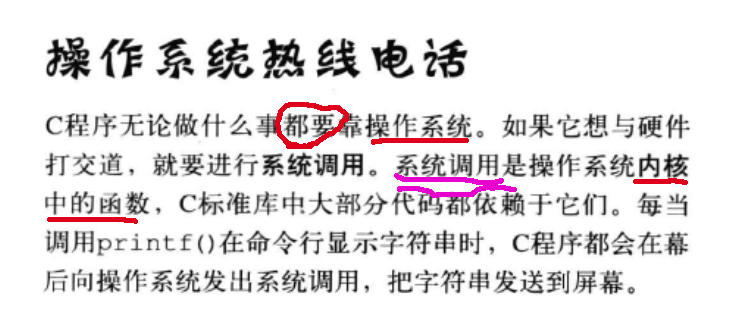 操作系统热线电话
C程序无论做什么事都要靠操作系统。如果它想与硬件
打交道，就要进行系统调用。系统调用是操作系统内核
中的函数，C标准库中大部分代码都依赖于它们。每当
调用printf()在命令行显示字符串时，C程序都会在幕
后向操作系统发出系统调用，把字符串发送到屏幕。